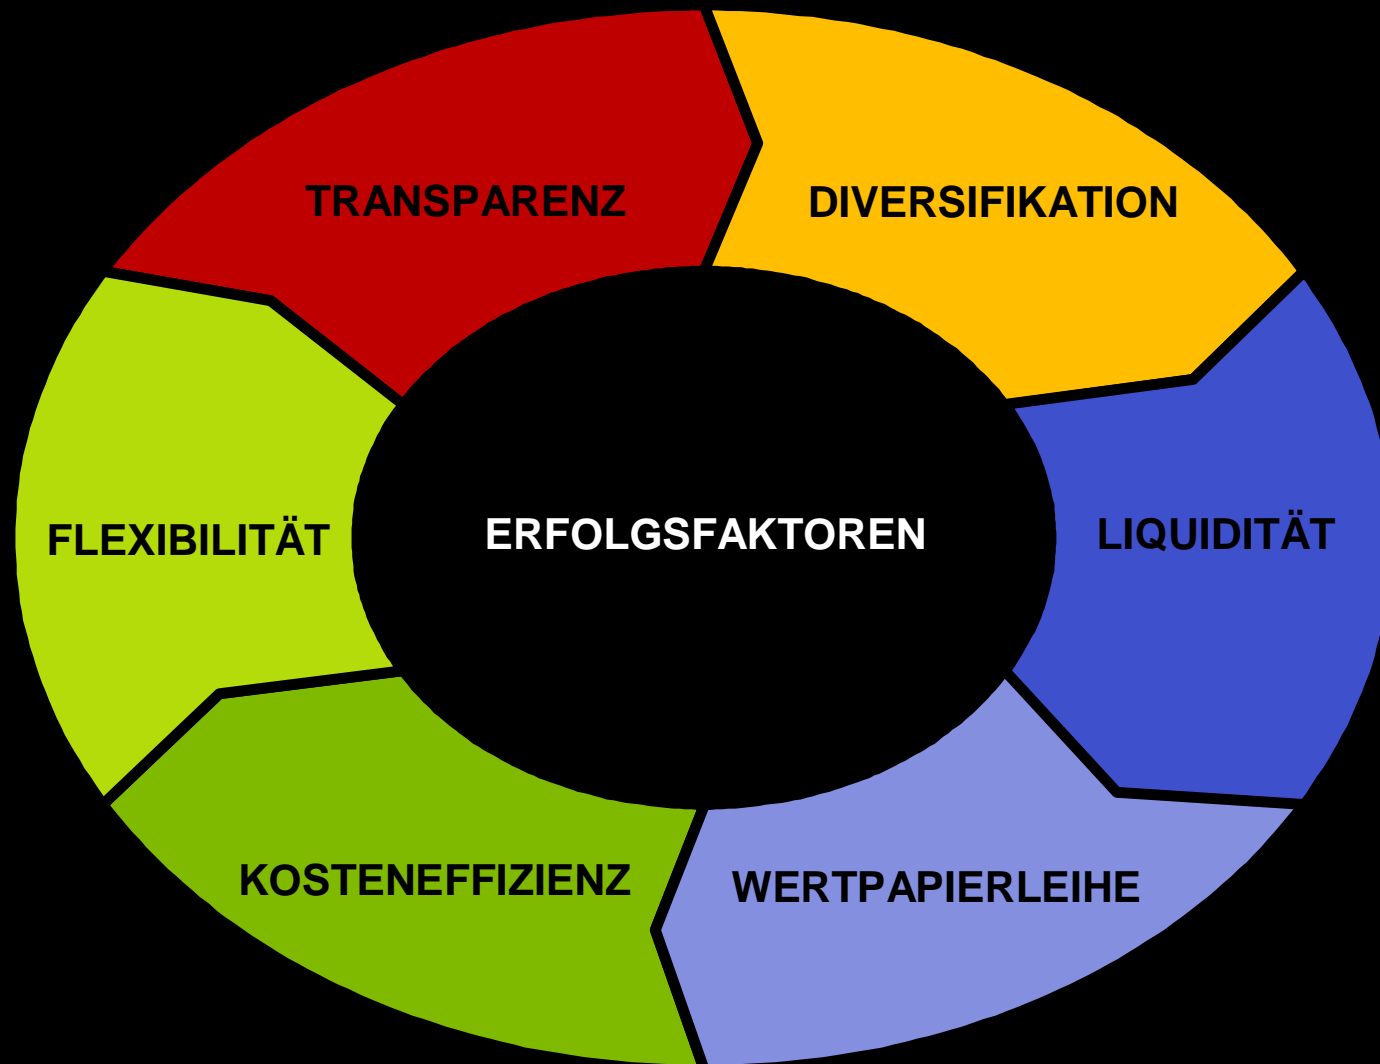 TRANSPARENZ
DIVERSIFIKATION
FLEXIBILITÄT
ERFOLGSFAKTOREN
LIQUIDITÄT
KOSTENEFFIZIENZ
WERTPAPIERLEIHE